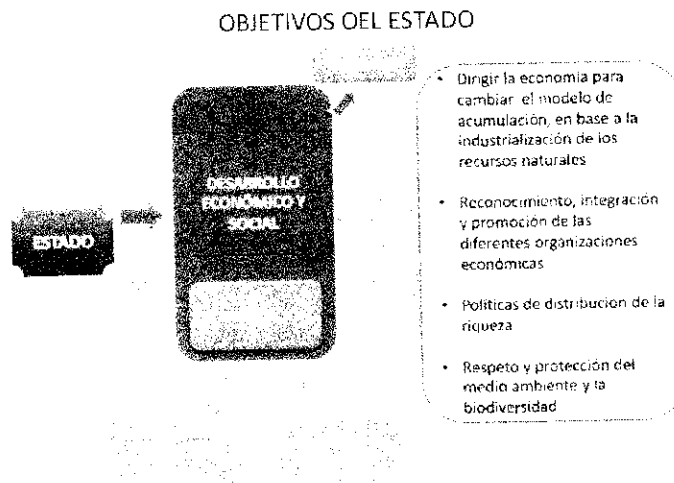 OBJETIVOS OEL ESTADO
ESTADO
DESARROLLO
ECONÓMICO Y
SOCIAL
• Dirigir la economia para
cambiar el modelo de
acumulación, en base a la
industrialización de los
recursos naturales
• Reconocimiento, integración
y promoción de las
diferentes organizaciones
económicas
• Politicas de distribucion de la
riqueza
• Respeto y protección del
medio ambiente y la
biodiversidad